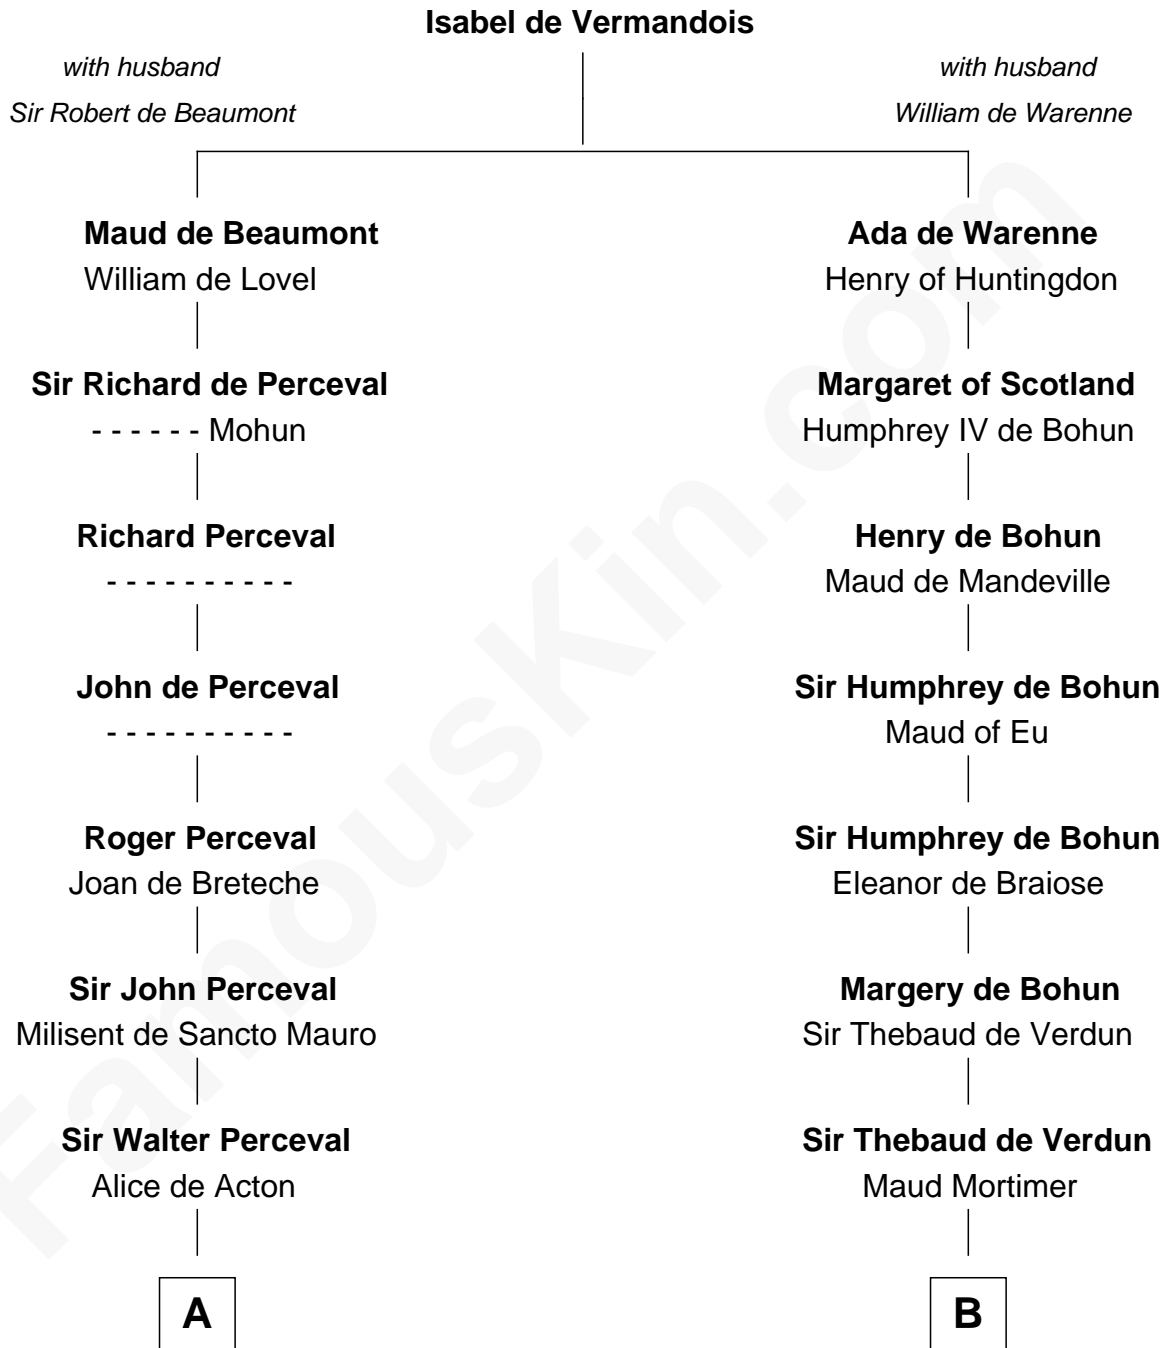 Isabel de Vermandois
with husband
Sir Robert de Beaumont
with husband
William de Warenne
Maud de Beaumont
William de Lovel
Ada de Warenne
Henry of Huntingdon
Sir Richard de Perceval
- - - - - - Mohun
Margaret of Scotland
Humphrey IV de Bohun
Richard Perceval
- - - - - - - - - -
Henry de Bohun
Maud de Mandeville
John de Perceval
- - - - - - - - - -
Sir Humphrey de Bohun
Maud of Eu
Roger Perceval
Joan de Breteche
Sir Humphrey de Bohun
Eleanor de Braiose
Sir John Perceval
Milisent de Sancto Mauro
Margery de Bohun
Sir Thebaud de Verdun
Sir Walter Perceval
Alice de Acton
Sir Thebaud de Verdun
Maud Mortimer
A
B
FamousKin.com